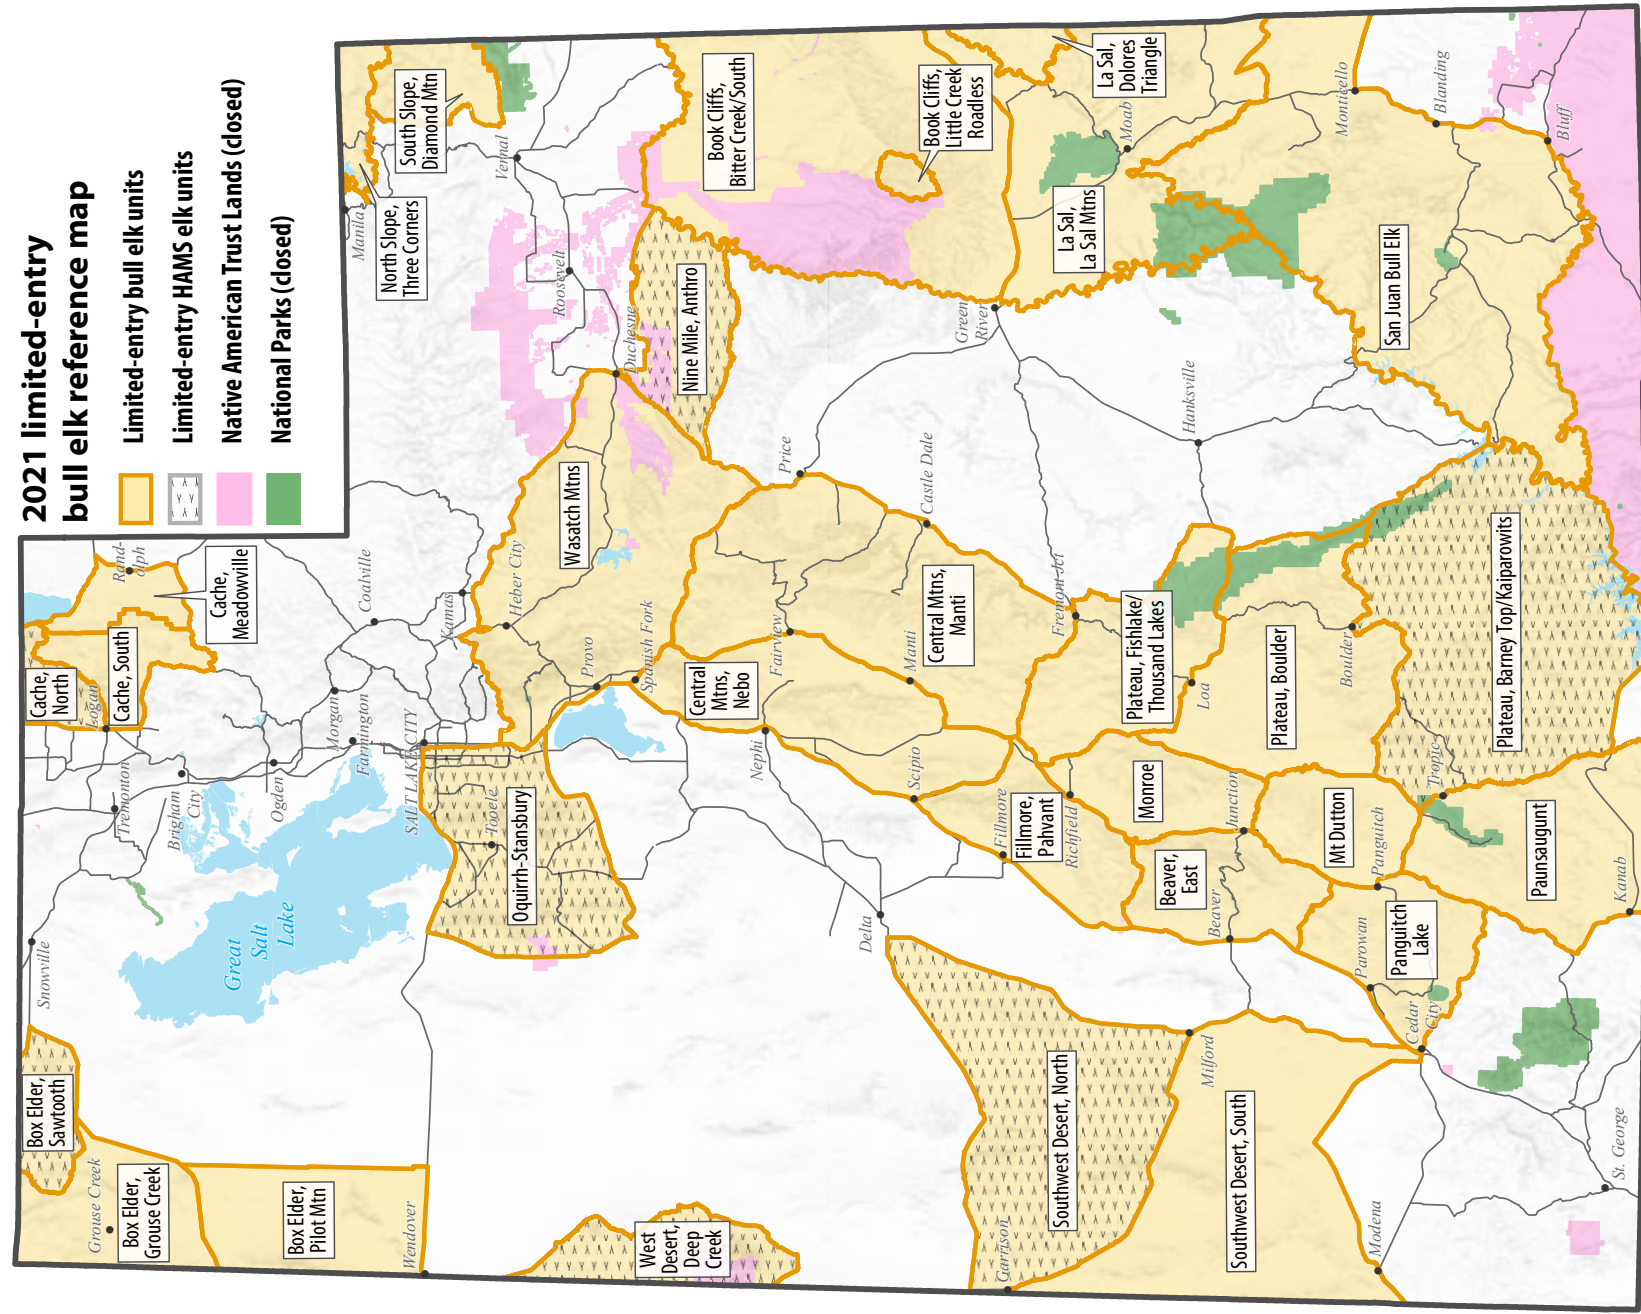 2021 limited-entry
bull elk reference map
Limited-entry bull elk units
Limited-entry HAMS elk units
Native American Trust Lands (closed)
National Parks (closed)
Cache,
North
Cache, South
Cache,
Meadowville
Rand-
olph
Logan
Tremonton
Brigham
City
Snowville
Ogden
Morgan
Farmington
Coalville
Kamas
SALT LAKE CITY
Great
Salt
Lake
Box Elder,
Sawtooth
Grouse Creek
Box Elder,
Grouse Creek
Box Elder,
Pilot Mtn
Wendover
Tooele
Oquirrh-Stansbury
Heber City
Provo
Spanish Fork
Wasatch Mtns
Manila
North Slope,
Three Corners
South Slope,
Diamond Mtn
Vernal
Roosevelt
Duchesne
Nine Mile, Anthro
Book Cliffs,
Bitter Creek/South
Book Cliffs,
Little Creek
Roadless
West
Desert,
Deep
Creek
Central
Mtns,
Nebo
Nephi
Fairview
Price
Castle Dale
Manti
Central Mtns,
Manti
Scipio
Delta
Fillmore
Fillmore,
Pahvant
Richfield
Green
River
La Sal,
Dolores
Triangle
Moab
La Sal,
La Sal Mtns
Fremont Jct
Plateau, Fishlake/
Thousand Lakes
Loa
Hanksville
Monroe
Junction
Beaver,
East
Beaver
Garrison
Southwest Desert, North
Milford
Southwest Desert, South
Plateau, Boulder
Boulder
Mt Dutton
Panguitch
Parowan
Panguitch
Lake
Cedar
City
Modena
Monticello
Blanding
Bluff
San Juan Bull Elk
Plateau, Barney Top/Kaiparowits
Tropic
Paunsaugunt
Kanab
St. George